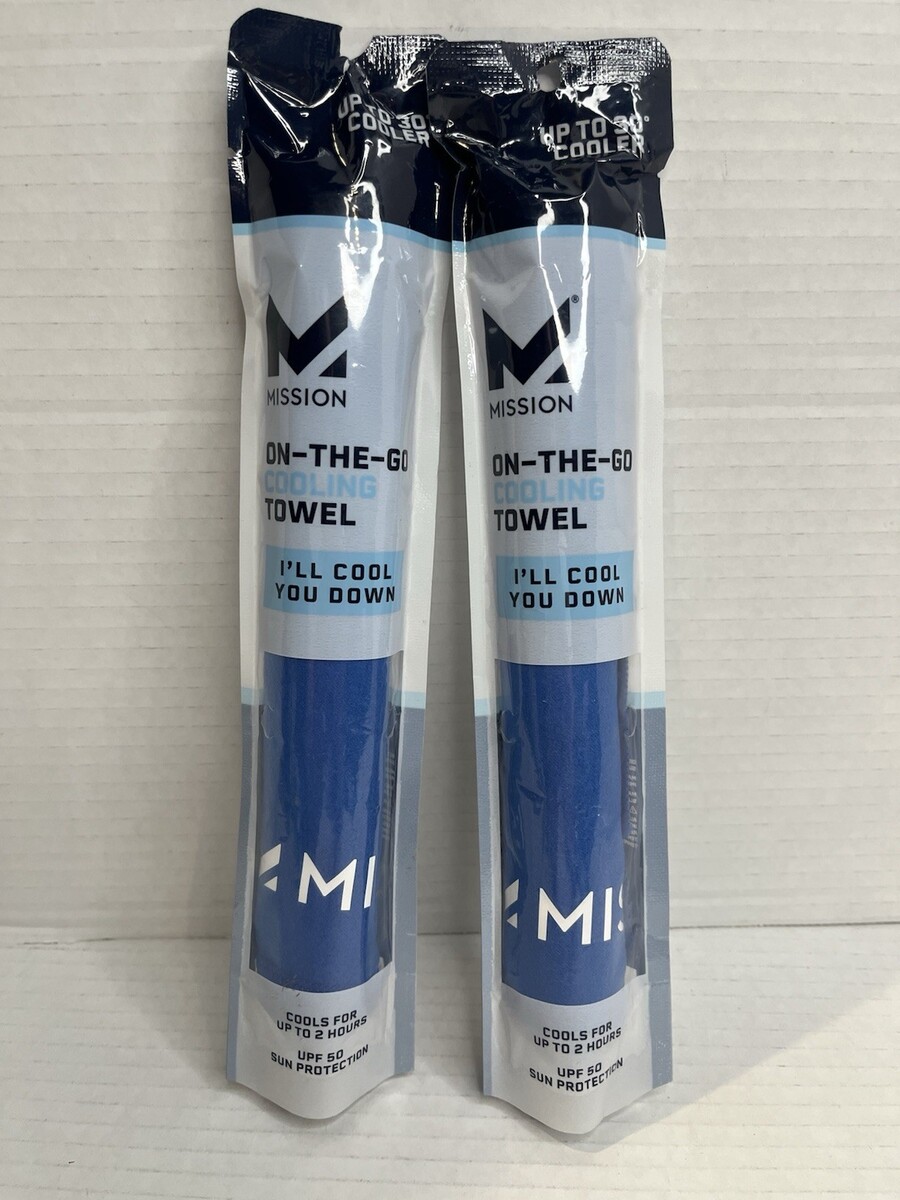 UP TO 30°
COOLER
MISSION
ON-THE-GO
COOLING
TOWEL
I'LL COOL
YOU DOWN
MI
COOLS FOR
UP TO 2 HOURS
UPF 50
SUN PROTECTION
UP TO 30°
COOLER
®
MISSION
ON-THE-GO
COOLING
TOWEL
I'LL COOL
YOU DOWN
MIS
COOLS FOR
UP TO 2 HOURS
UPF 50
SUN PROTECTION